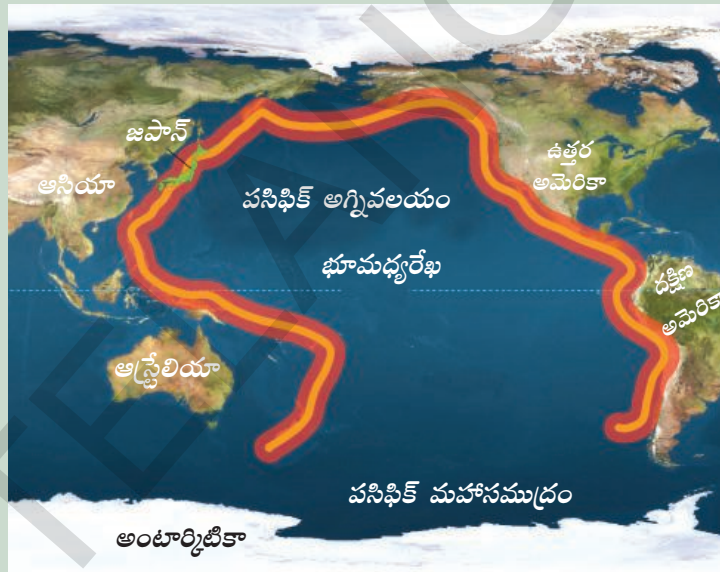 జపాన్
ఆసియా
ఉత్తర
అమెరికా
పసిఫిక్ అగ్నివలయం
భూమధ్యరేఖ
దక్షిణ
అమెరికా
ఆస్ట్రేలియా
పసిఫిక్ మహాసముద్రం
అంటార్కిటికా